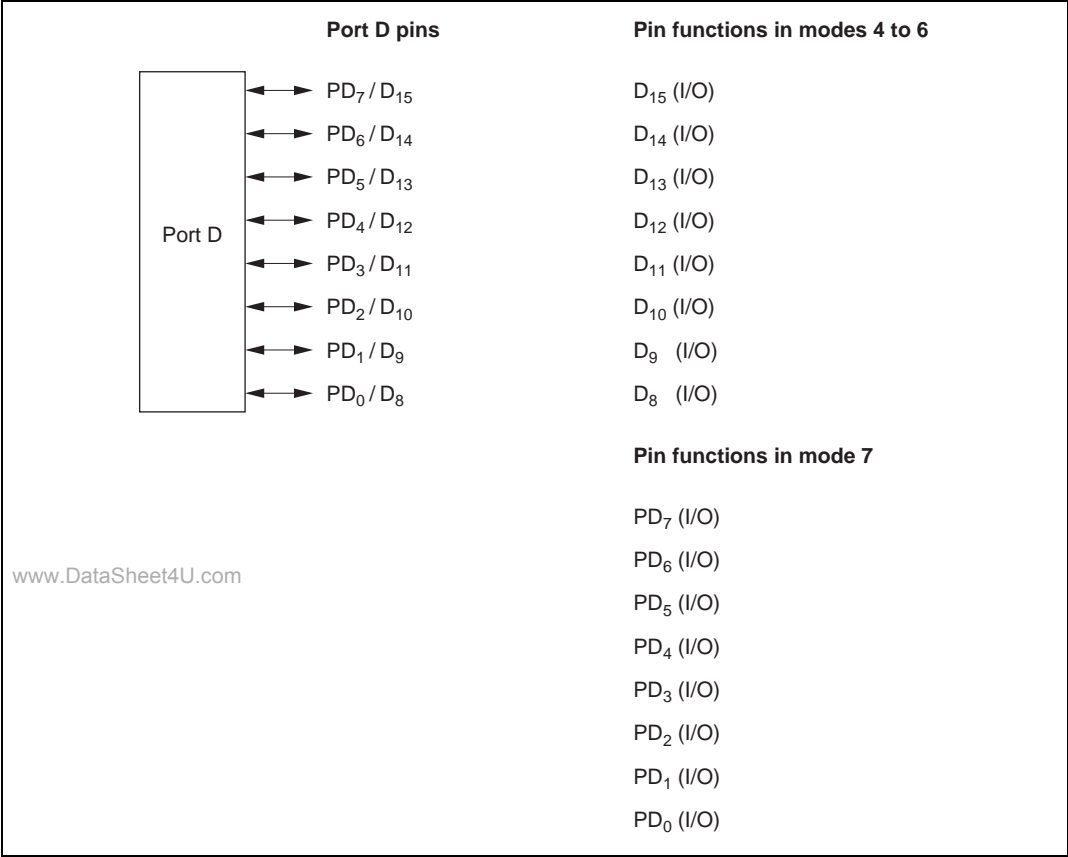 Port D pins Pin functions in modes 4 to 6
PD7 / D15 D15 (I/O)
PD6 / D14 D14 (I/O)
PD5 / D13 D13 (I/O)
PD4 / D12 D12 (I/O)
Port D
PD3 / D11 D11 (I/O)
PD2 / D10 D10 (I/O)
PD1 / D9 D9 (I/O)
PD0 / D8 D8 (I/O)
Pin functions in mode 7
PD7 (I/O)
PD6 (I/O)
www.DataSheet4U.com
PD5 (I/O)
PD4 (I/O)
PD3 (I/O)
PD2 (I/O)
PD1 (I/O)
PD0 (I/O)